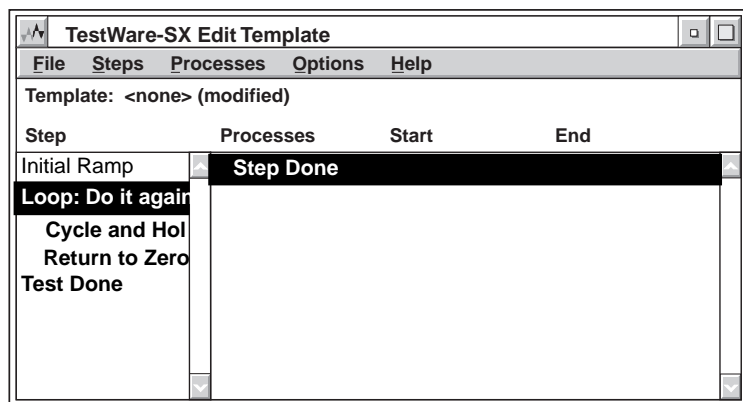 TestWare-SX Edit Template
File Steps Processes Options Help
Template: <none> (modified)
Step Processes Start End
Initial Ramp Step Done
Loop: Do it again
Cycle and Hol
Return to Zero
Test Done